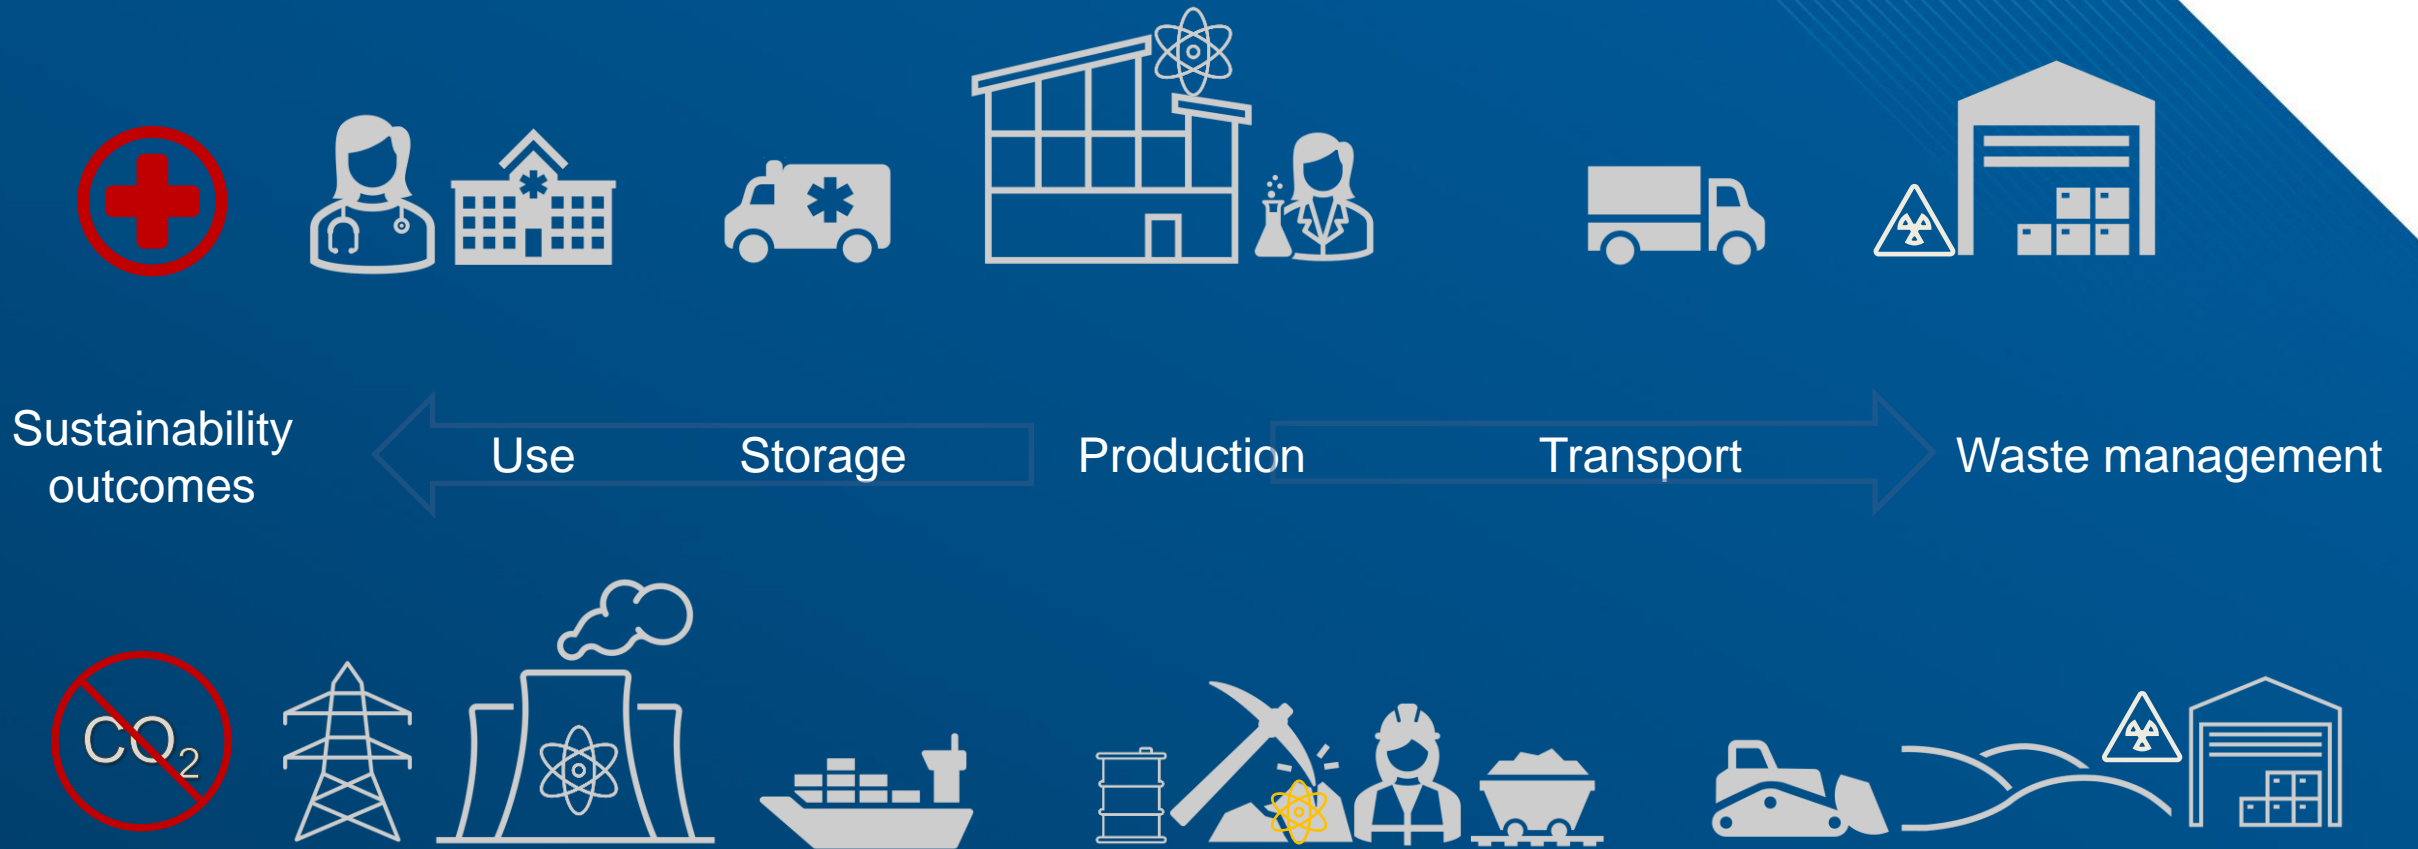 Sustainability
outcomes
Use
Storage
Production
Transport
Waste management
CO₂